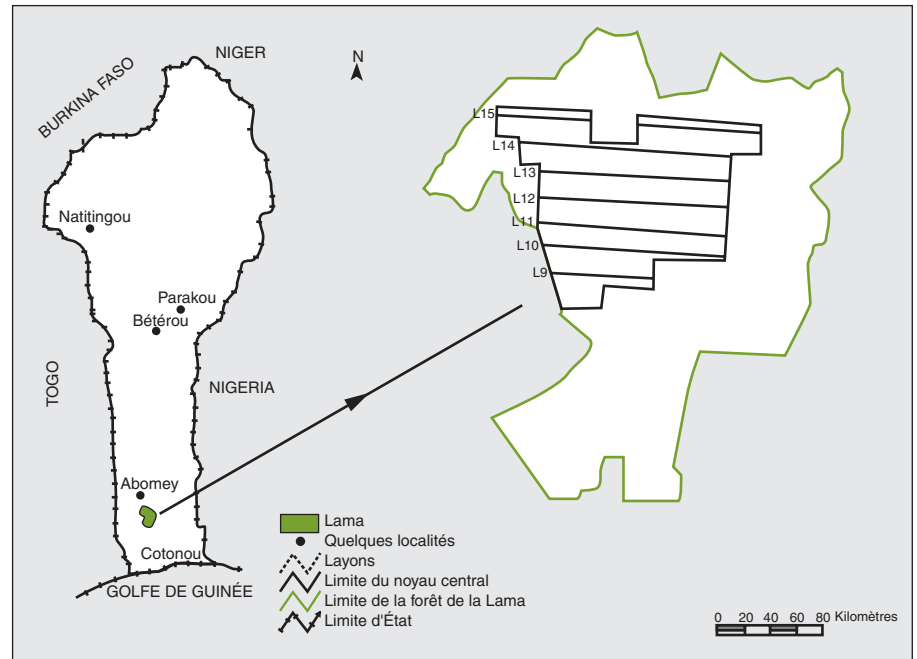 NIGER
BURKINA FASO
N
Natitingou
Parakou
Bétérou
TOGO
NIGERIA
Abomey
Cotonou
GOLFE DE GUINÉE
L15
L14
L13
L12
L11
L10
L9
Lama
Quelques localités
Layons
Limite du noyau central
Limite de la forêt de la Lama
Limite d'État
0 20 40 60 80 Kilomètres